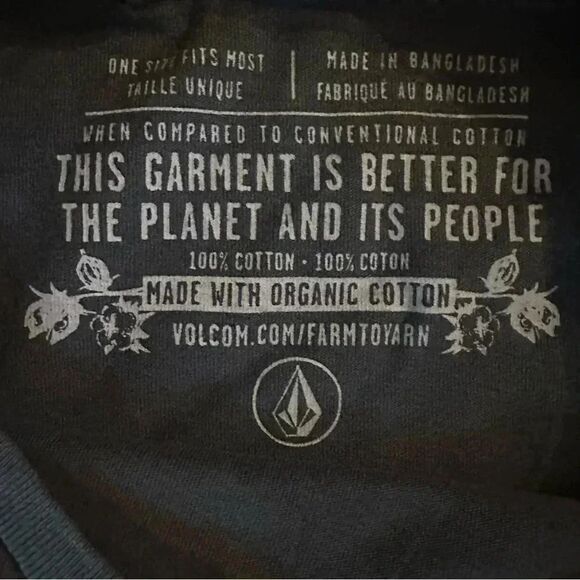 ONE SIZE FITS MOST
TAILLE UNIQUE
MADE IN BANGLADESH
FABRIQUÉ AU BANGLADESH
WHEN COMPARED TO CONVENTIONAL COTTON
THIS GARMENT IS BETTER FOR
THE PLANET AND ITS PEOPLE
100% COTTON · 100% COTON
MADE WITH ORGANIC COTTON
VOLCOM.COM/FARMTOYARN